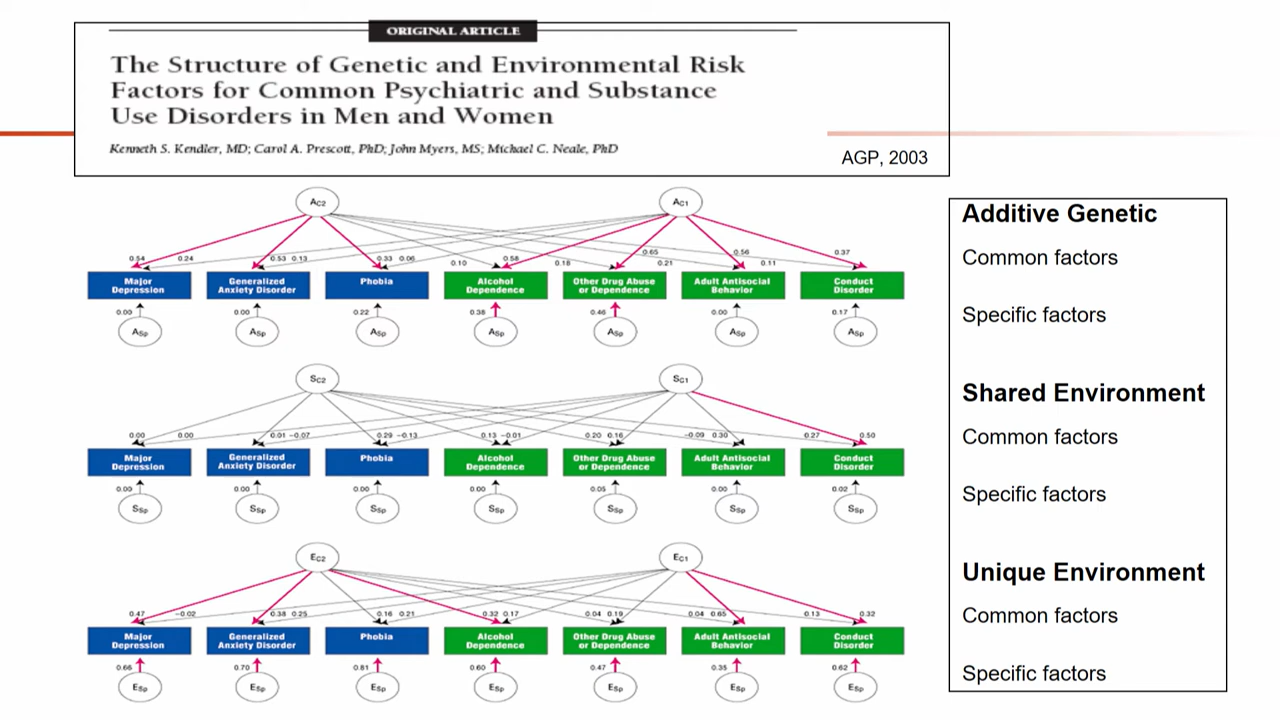 ORIGINAL ARTICLE
The Structure of Genetic and Environmental Risk
Factors for Common Psychiatric and Substance
Use Disorders in Men and Women
Kenneth S. Kendler, MD; Carol A. Prescott, PhD; John Myers, MS; Michael C. Neale, PhD
AGP, 2003
AC2 AC1
0.54 0.24 0.53 0.13 0.33 0.06 0.10 0.58 0.18 0.65 0.21 0.56 0.11 0.37
Major Depression
Generalized Anxiety Disorder
Phobia
Alcohol Dependence
Other Drug Abuse or Dependence
Adult Antisocial Behavior
Conduct Disorder
0.00 0.00 0.22 0.38 0.46 0.00 0.17
ASp ASp ASp ASp ASp ASp ASp
SC2 SC1
0.00 0.00 0.01 −0.07 0.29 −0.13 0.13 −0.01 0.20 0.16 −0.09 0.30 0.27 0.50
Major Depression
Generalized Anxiety Disorder
Phobia
Alcohol Dependence
Other Drug Abuse or Dependence
Adult Antisocial Behavior
Conduct Disorder
0.00 0.00 0.00 0.00 0.05 0.00 0.02
SSp SSp SSp SSp SSp SSp SSp
EC2 EC1
0.47 −0.02 0.38 0.25 0.16 0.21 0.32 0.17 0.04 0.19 0.04 0.65 0.13 0.32
Major Depression
Generalized Anxiety Disorder
Phobia
Alcohol Dependence
Other Drug Abuse or Dependence
Adult Antisocial Behavior
Conduct Disorder
0.66 0.70 0.81 0.60 0.47 0.35 0.62
ESp ESp ESp ESp ESp ESp ESp
Additive Genetic
Common factors
Specific factors
Shared Environment
Common factors
Specific factors
Unique Environment
Common factors
Specific factors